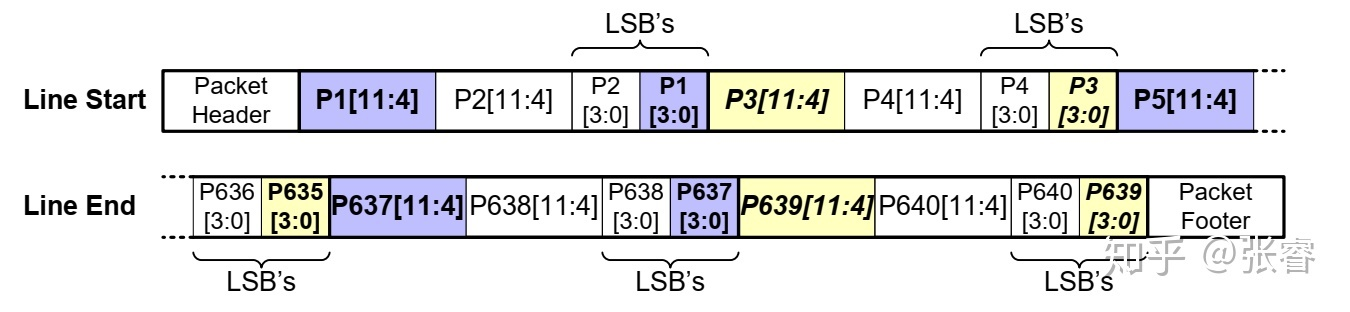 LSB's LSB's
Line Start Packet Header P1[11:4] P2[11:4] P2 [3:0] P1 [3:0] P3[11:4] P4[11:4] P4 [3:0] P3 [3:0] P5[11:4]
Line End P636 [3:0] P635 [3:0] P637[11:4] P638[11:4] P638 [3:0] P637 [3:0] P639[11:4] P640[11:4] P640 [3:0] P639 [3:0] Packet Footer
LSB's LSB's LSB's
知乎 @张睿